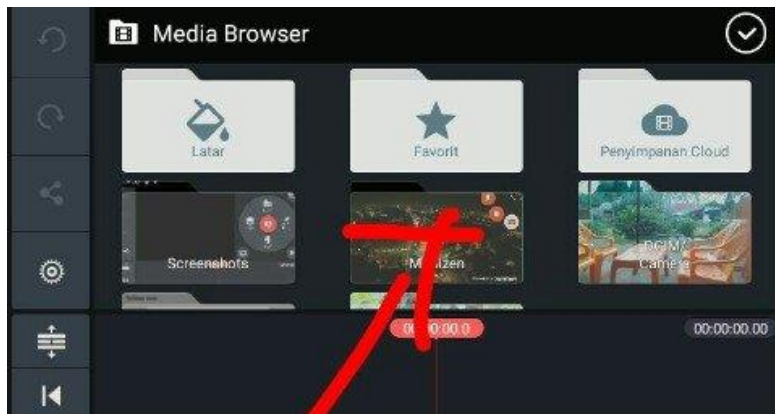 Media Browser
Latar
Favorit
Penyimpanan Cloud
Screenshots
DCIM/
Camera
00:00:00.00